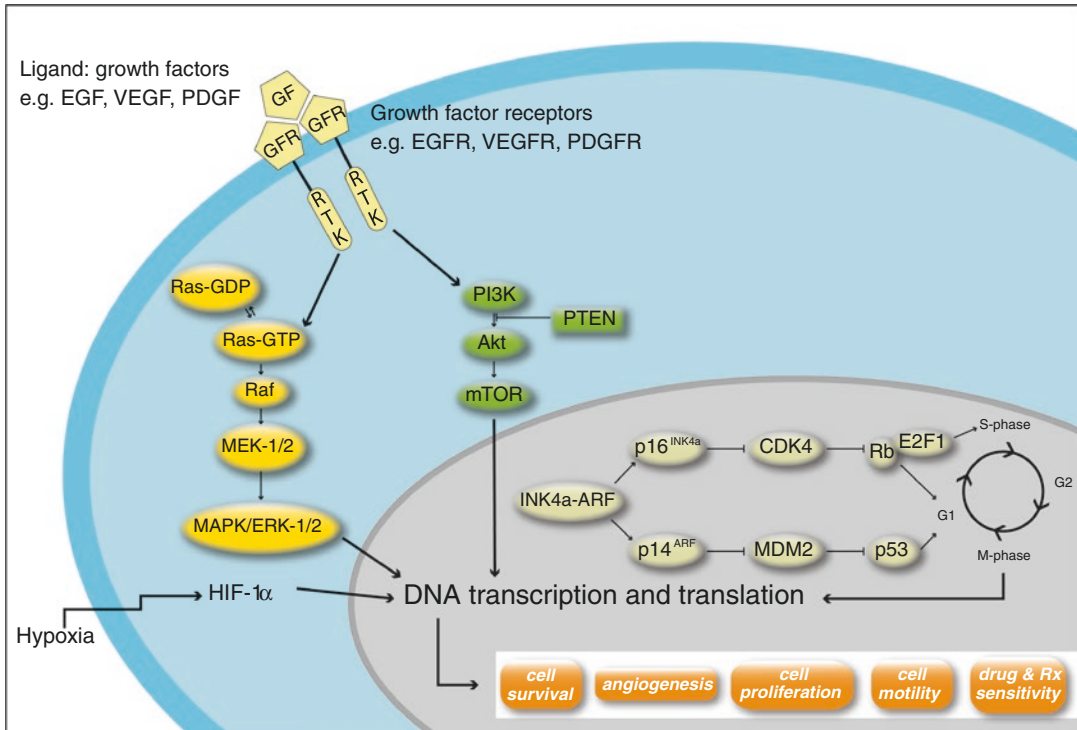 Ligand: growth factors
e.g. EGF, VEGF, PDGF
GF
GFR
GFR
Growth factor receptors
e.g. EGFR, VEGFR, PDGFR
RTK
RTK
Ras-GDP
Ras-GTP
Raf
MEK-1/2
MAPK/ERK-1/2
PI3K
PTEN
Akt
mTOR
INK4a-ARF
p16INK4a
CDK4
Rb
E2F1
S-phase
G2
G1
M-phase
p14ARF
MDM2
p53
HIF-1α
Hypoxia
DNA transcription and translation
cell
survival
angiogenesis
cell
proliferation
cell
motility
drug & Rx
sensitivity